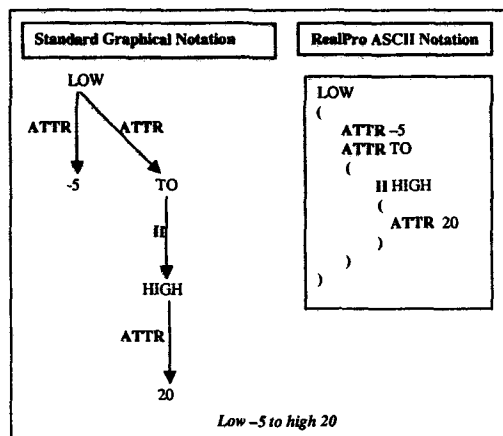 Standard Graphical Notation
LOW
ATTR ATTR
-5 TO
II
HIGH
ATTR
20
RealPro ASCII Notation
LOW
(
ATTR -5
ATTR TO
(
II HIGH
(
ATTR 20
)
)
)
Low -5 to high 20